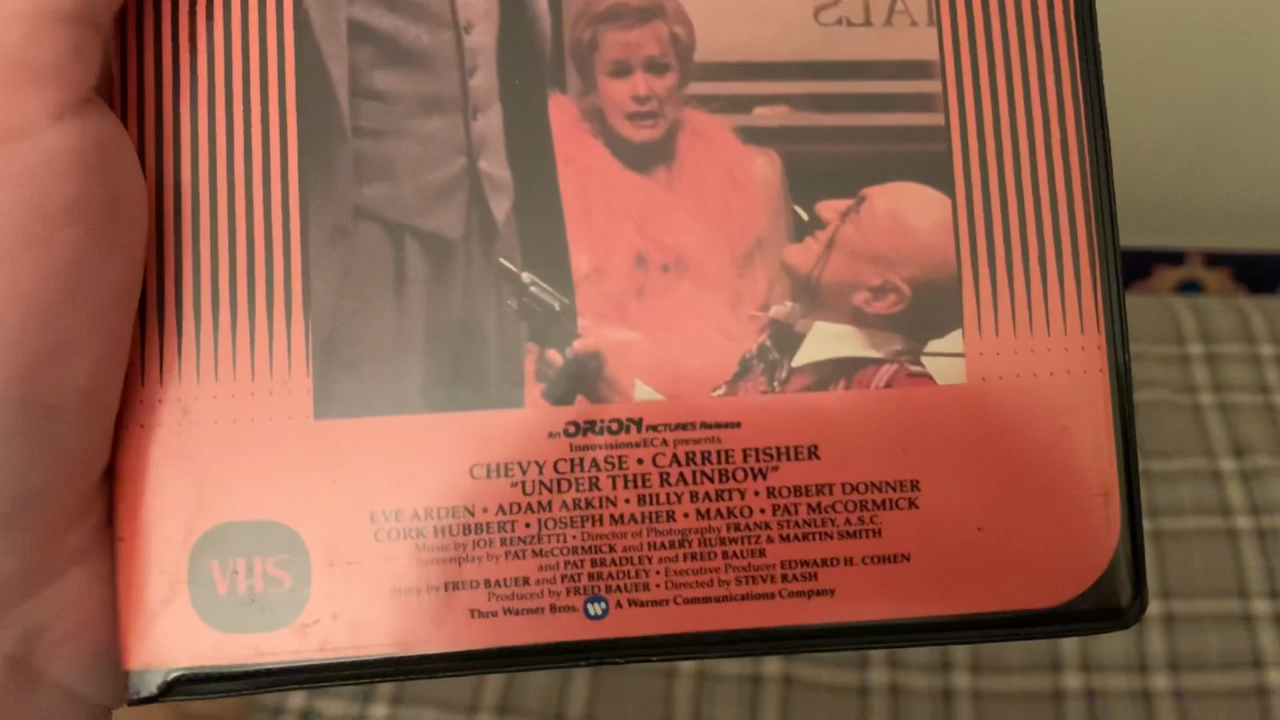 IALS
An ORION PICTURES Release
Innovisions/ECA presents
CHEVY CHASE • CARRIE FISHER
"UNDER THE RAINBOW"
EVE ARDEN • ADAM ARKIN • BILLY BARTY • ROBERT DONNER
CORK HUBBERT • JOSEPH MAHER • MAKO • PAT McCORMICK
Music by JOE RENZETTI • Director of Photography FRANK STANLEY, A.S.C.
Screenplay by PAT McCORMICK and HARRY HURWITZ & MARTIN SMITH
and PAT BRADLEY and FRED BAUER
Story by FRED BAUER and PAT BRADLEY • Executive Producer EDWARD H. COHEN
Produced by FRED BAUER • Directed by STEVE RASH
Thru Warner Bros. W A Warner Communications Company
VHS